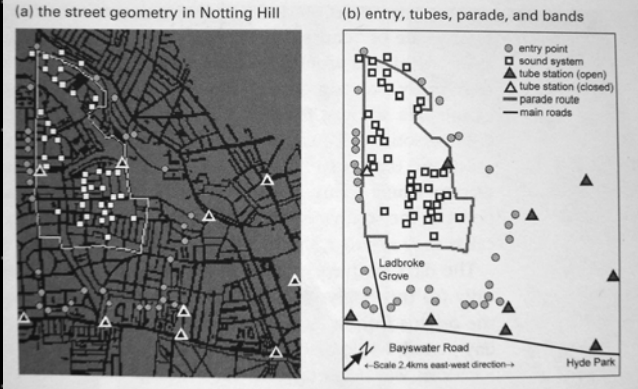 (a) the street geometry in Notting Hill
(b) entry, tubes, parade, and bands
entry point
sound system
tube station (open)
tube station (closed)
parade route
main roads
Ladbroke
Grove
Bayswater Road
Hyde Park
N
←Scale 2.4kms east-west direction→